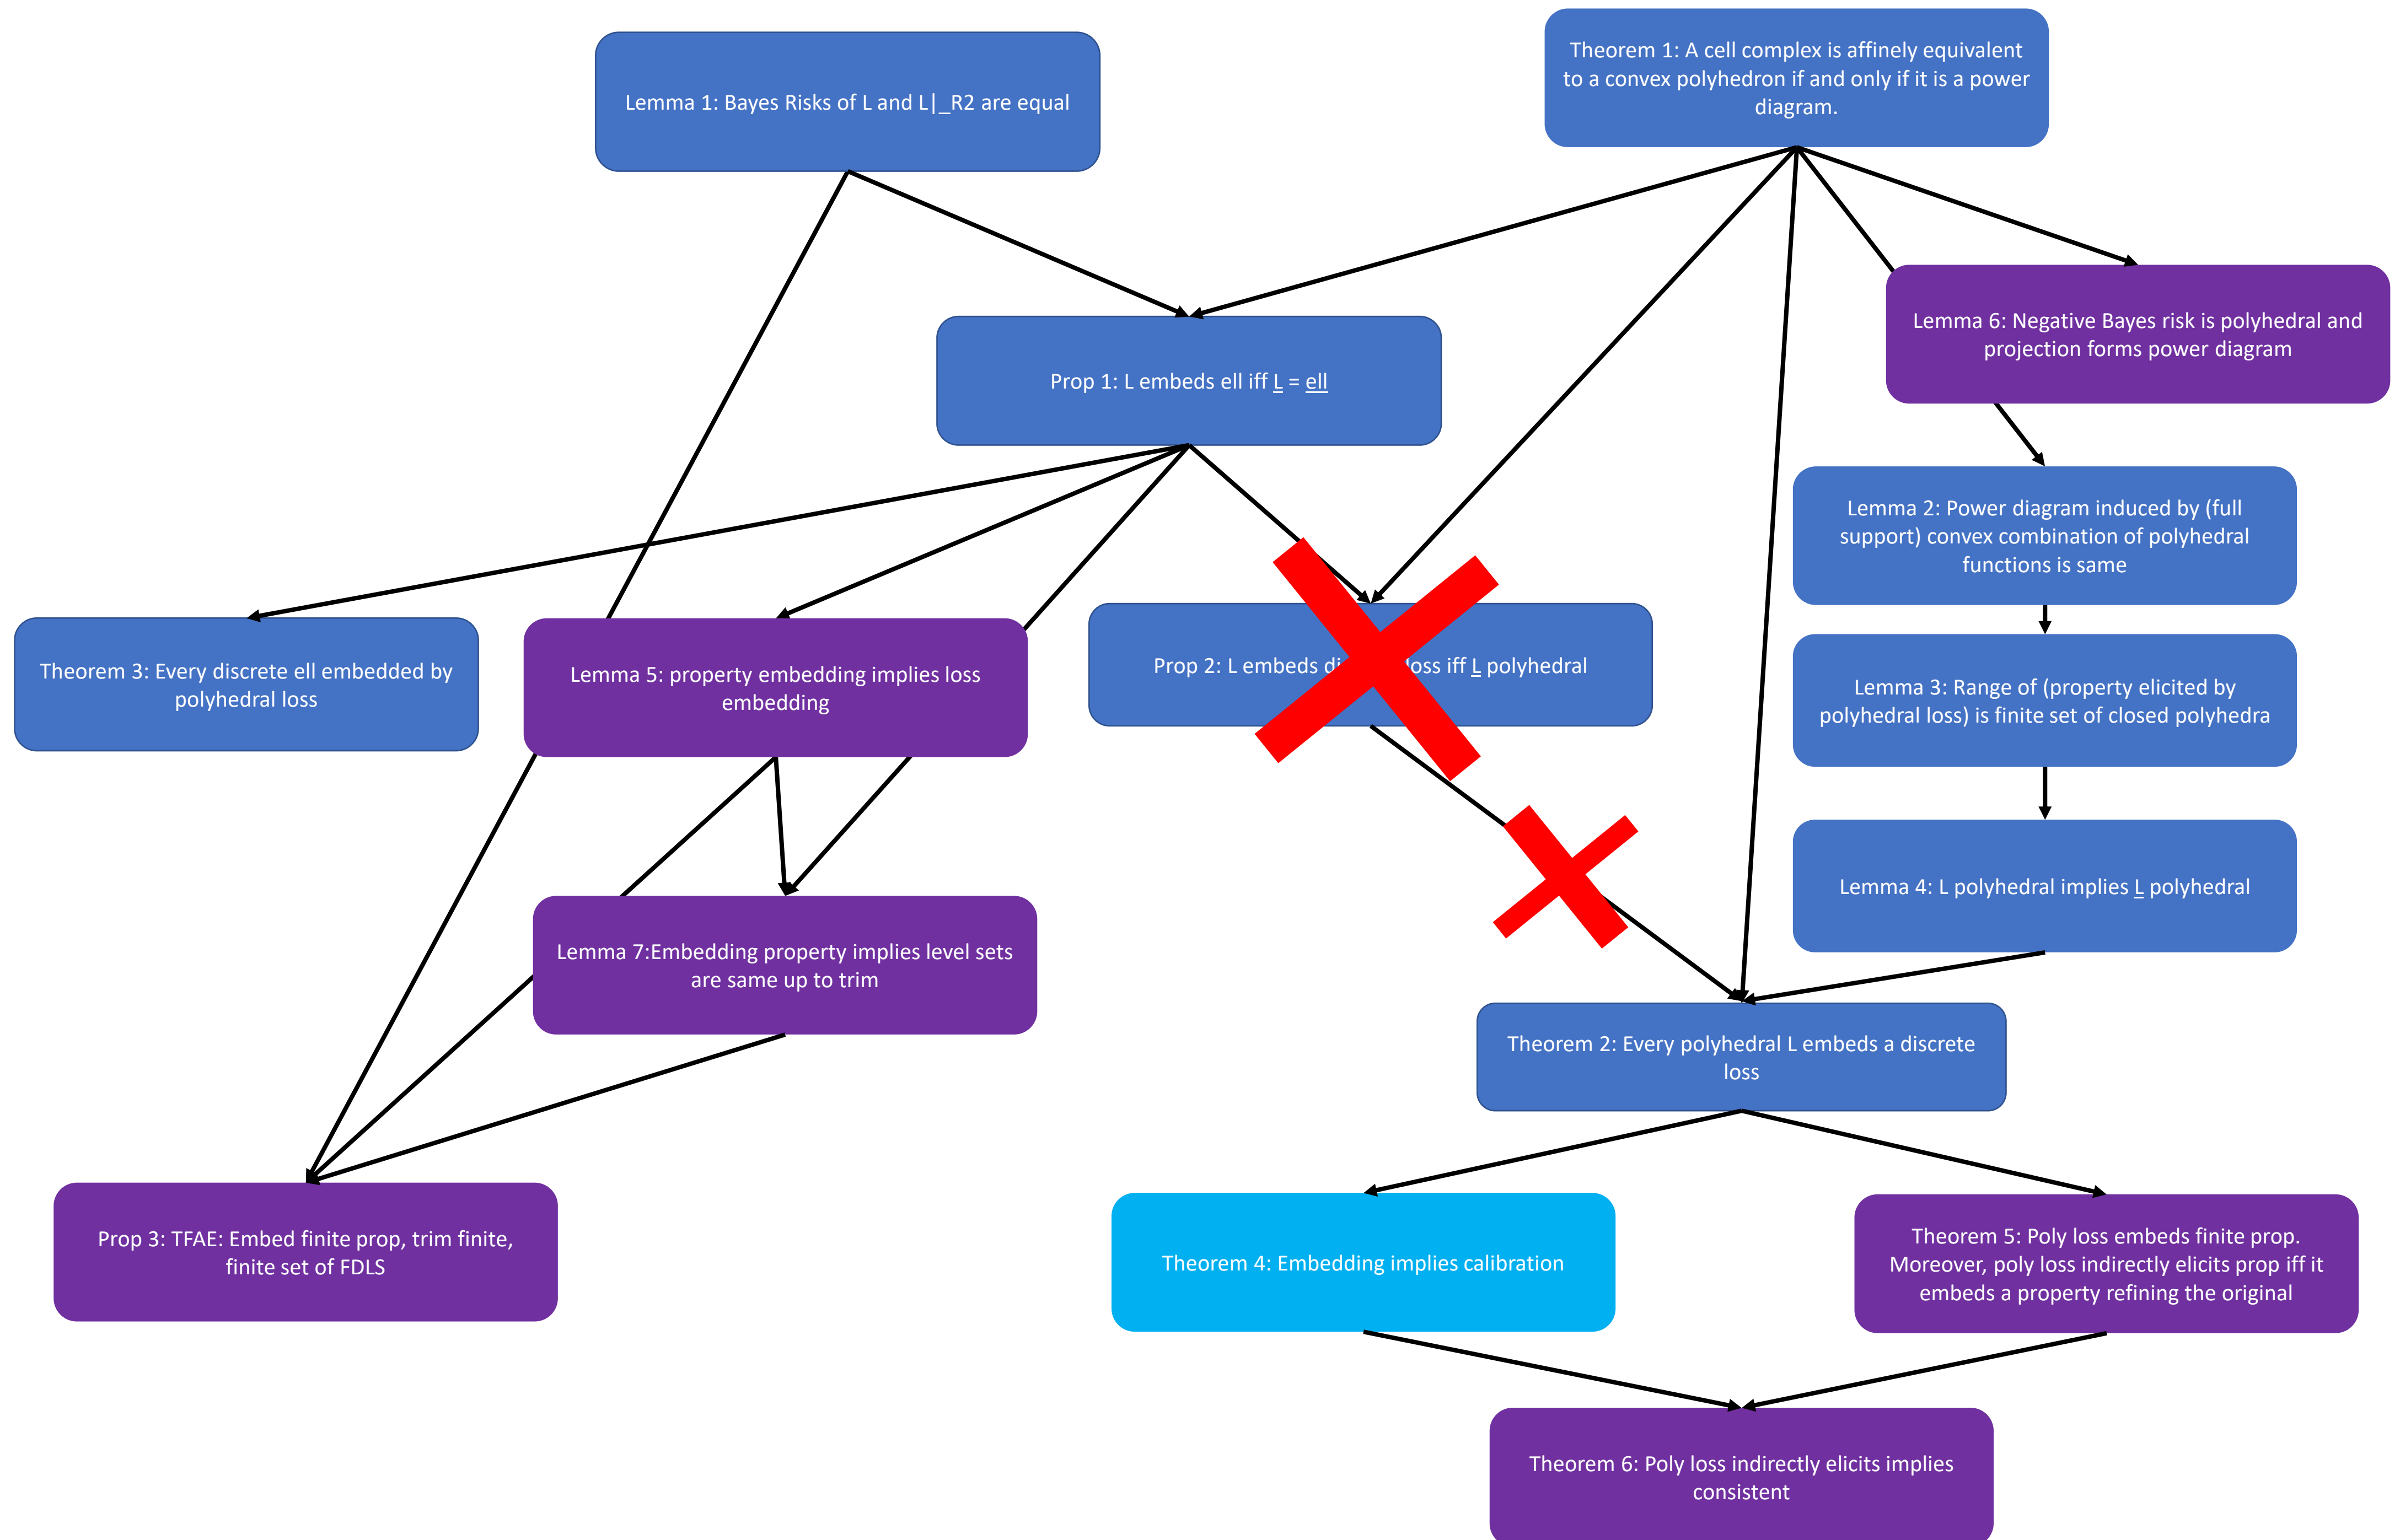 Theorem 1: A cell complex is affinely equivalent
to a convex polyhedron if and only if it is a power
diagram.
Lemma 1: Bayes Risks of L and L|_R2 are equal
Lemma 6: Negative Bayes risk is polyhedral and
projection forms power diagram
Prop 1: L embeds ell iff L = ell
Lemma 2: Power diagram induced by (full
support) convex combination of polyhedral
functions is same
Theorem 3: Every discrete ell embedded by
polyhedral loss
Lemma 5: property embedding implies loss
embedding
Prop 2: L embeds loss iff L polyhedral
Lemma 3: Range of (property elicited by
polyhedral loss) is finite set of closed polyhedra
Lemma 4: L polyhedral implies L polyhedral
Lemma 7:Embedding property implies level sets
are same up to trim
Theorem 2: Every polyhedral L embeds a discrete
loss
Prop 3: TFAE: Embed finite prop, trim finite,
finite set of FDLS
Theorem 4: Embedding implies calibration
Theorem 5: Poly loss embeds finite prop.
Moreover, poly loss indirectly elicits prop iff it
embeds a property refining the original
Theorem 6: Poly loss indirectly elicits implies
consistent